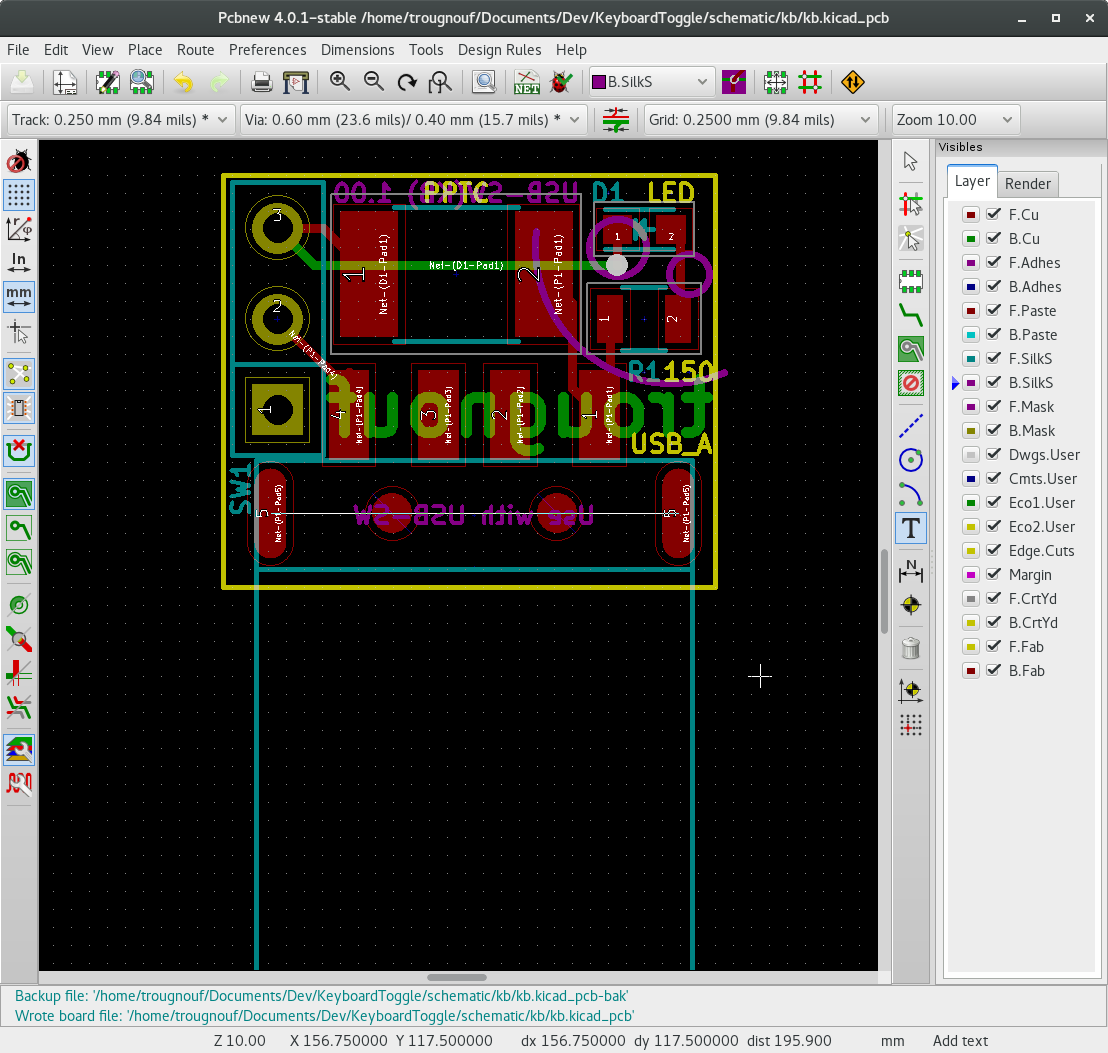 Pcbnew 4.0.1-stable /home/trougnouf/Documents/Dev/KeyboardToggle/schematic/kb/kb.kicad_pcb
File Edit View Place Route Preferences Dimensions Tools Design Rules Help
NET
B.SilkS
Track: 0.250 mm (9.84 mils) *
Via: 0.60 mm (23.6 mils)/ 0.40 mm (15.7 mils) *
Grid: 0.2500 mm (9.84 mils)
Zoom 10.00
In
mm
USB-SW(KB) 1.00
PPTC
D1
LED
K
3
1
Net-(D1-Pad1)
Net-(D1-Pad1)
2
Net-(P1-Pad1)
1
2
2
Net-(P1-Pad4)
1
2
R1
150
1
4
Net-(P1-Pad4)
3
Net-(P1-Pad3)
2
Net-(P1-Pad2)
1
Net-(P1-Pad1)
trougnouf
USB_A
SW1
5
Net-(P1-Pad5)
Use with USB-SW
5
Net-(P1-Pad5)
T
N
Visibles
Layer
Render
F.Cu
B.Cu
F.Adhes
B.Adhes
F.Paste
B.Paste
F.SilkS
B.SilkS
F.Mask
B.Mask
Dwgs.User
Cmts.User
Eco1.User
Eco2.User
Edge.Cuts
Margin
F.CrtYd
B.CrtYd
F.Fab
B.Fab
Backup file: '/home/trougnouf/Documents/Dev/KeyboardToggle/schematic/kb/kb.kicad_pcb-bak'
Wrote board file: '/home/trougnouf/Documents/Dev/KeyboardToggle/schematic/kb/kb.kicad_pcb'
Z 10.00 X 156.750000 Y 117.500000 dx 156.750000 dy 117.500000 dist 195.900 mm Add text